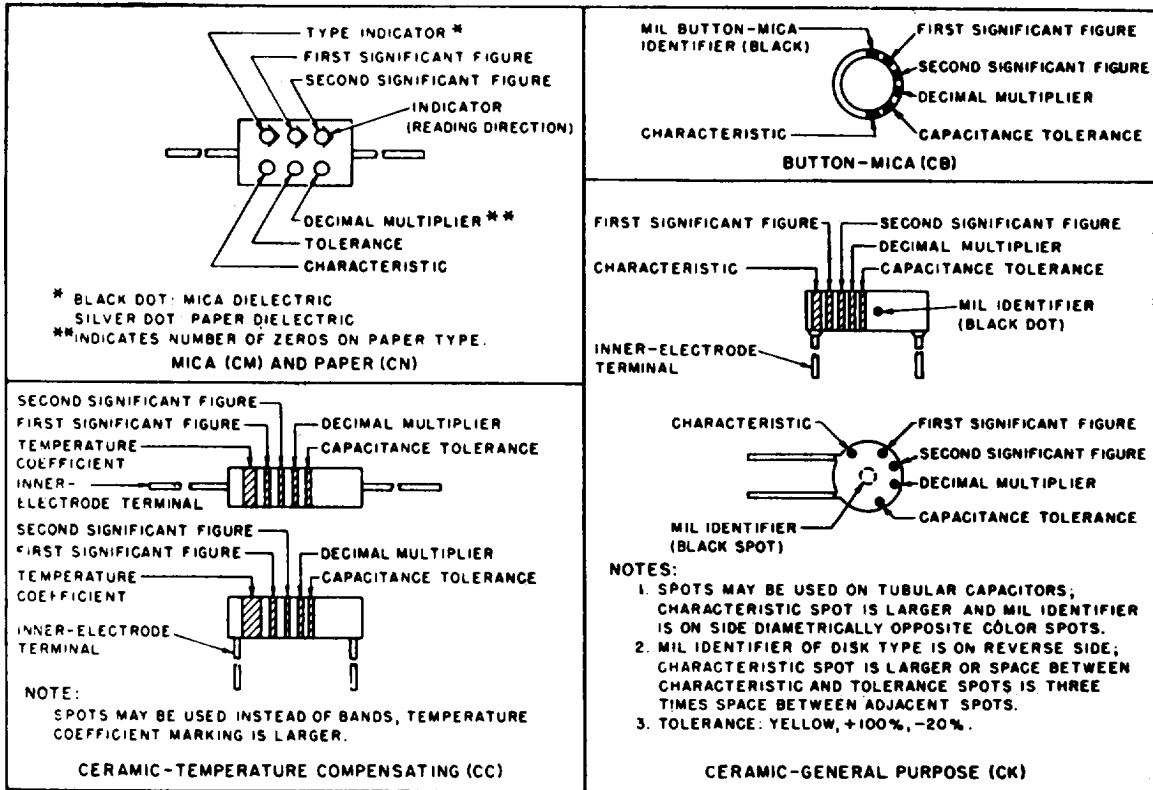 TYPE INDICATOR *
FIRST SIGNIFICANT FIGURE
SECOND SIGNIFICANT FIGURE
INDICATOR
(READING DIRECTION)
DECIMAL MULTIPLIER **
TOLERANCE
CHARACTERISTIC
* BLACK DOT: MICA DIELECTRIC
SILVER DOT: PAPER DIELECTRIC
** INDICATES NUMBER OF ZEROS ON PAPER TYPE.
MICA (CM) AND PAPER (CN)
MIL BUTTON-MICA
IDENTIFIER (BLACK)
FIRST SIGNIFICANT FIGURE
SECOND SIGNIFICANT FIGURE
DECIMAL MULTIPLIER
CHARACTERISTIC
CAPACITANCE TOLERANCE
BUTTON-MICA (CB)
SECOND SIGNIFICANT FIGURE
FIRST SIGNIFICANT FIGURE
DECIMAL MULTIPLIER
TEMPERATURE
COEFFICIENT
CAPACITANCE TOLERANCE
INNER-
ELECTRODE TERMINAL
SECOND SIGNIFICANT FIGURE
FIRST SIGNIFICANT FIGURE
DECIMAL MULTIPLIER
TEMPERATURE
COEFFICIENT
CAPACITANCE TOLERANCE
INNER-ELECTRODE
TERMINAL
NOTE:
SPOTS MAY BE USED INSTEAD OF BANDS, TEMPERATURE
COEFFICIENT MARKING IS LARGER.
CERAMIC-TEMPERATURE COMPENSATING (CC)
FIRST SIGNIFICANT FIGURE
SECOND SIGNIFICANT FIGURE
DECIMAL MULTIPLIER
CHARACTERISTIC
CAPACITANCE TOLERANCE
MIL IDENTIFIER
(BLACK DOT)
INNER-ELECTRODE
TERMINAL
CHARACTERISTIC
FIRST SIGNIFICANT FIGURE
SECOND SIGNIFICANT FIGURE
DECIMAL MULTIPLIER
CAPACITANCE TOLERANCE
MIL IDENTIFIER
(BLACK SPOT)
NOTES:
1. SPOTS MAY BE USED ON TUBULAR CAPACITORS;
CHARACTERISTIC SPOT IS LARGER AND MIL IDENTIFIER
IS ON SIDE DIAMETRICALLY OPPOSITE COLOR SPOTS.
2. MIL IDENTIFIER OF DISK TYPE IS ON REVERSE SIDE;
CHARACTERISTIC SPOT IS LARGER OR SPACE BETWEEN
CHARACTERISTIC AND TOLERANCE SPOTS IS THREE
TIMES SPACE BETWEEN ADJACENT SPOTS.
3. TOLERANCE: YELLOW, +100%, -20%.
CERAMIC-GENERAL PURPOSE (CK)